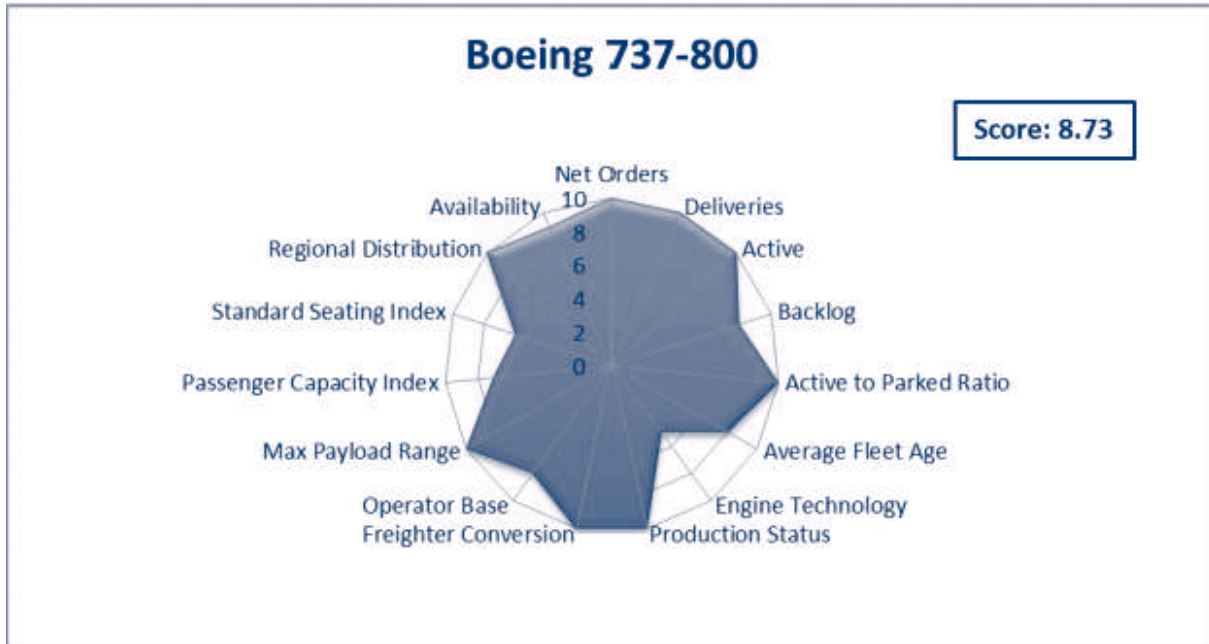 Boeing 737-800
Score: 8.73
Net Orders
Deliveries
Active
Backlog
Active to Parked Ratio
Average Fleet Age
Engine Technology
Production Status
Freighter Conversion
Operator Base
Max Payload Range
Passenger Capacity Index
Standard Seating Index
Regional Distribution
Availability
10
8
6
4
2
0